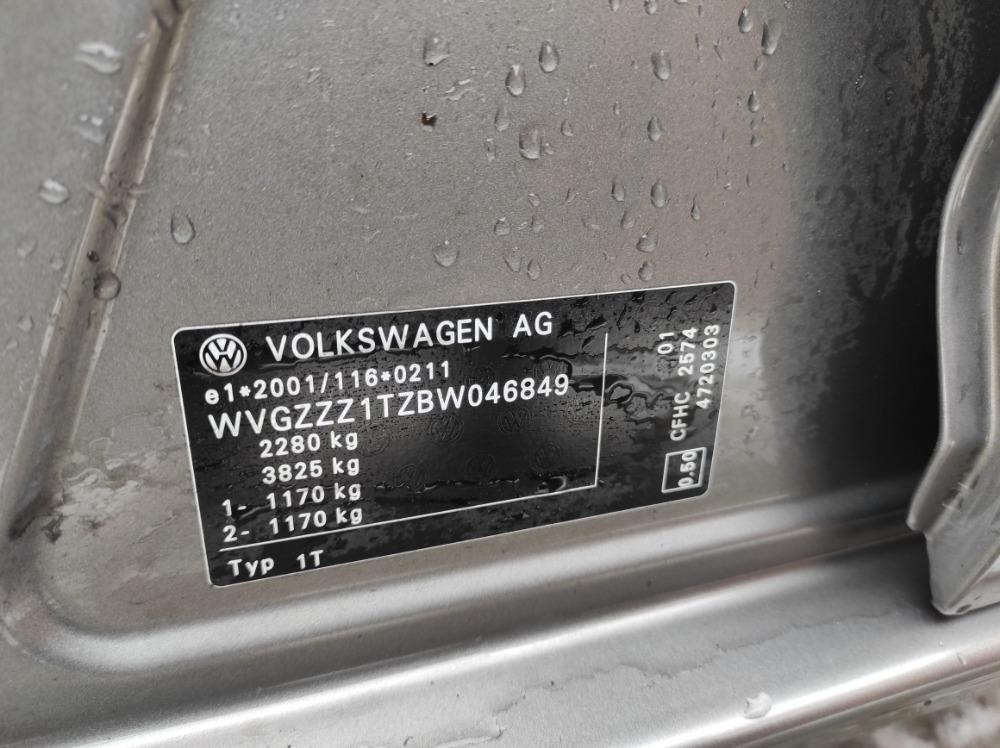 VOLKSWAGEN AG
e1*2001/116*0211
WVGZZZ1TZBW046849
2280 kg
3825 kg
1- 1170 kg
2- 1170 kg
Typ 1T
01
0.50 CFHC 2574
4720303